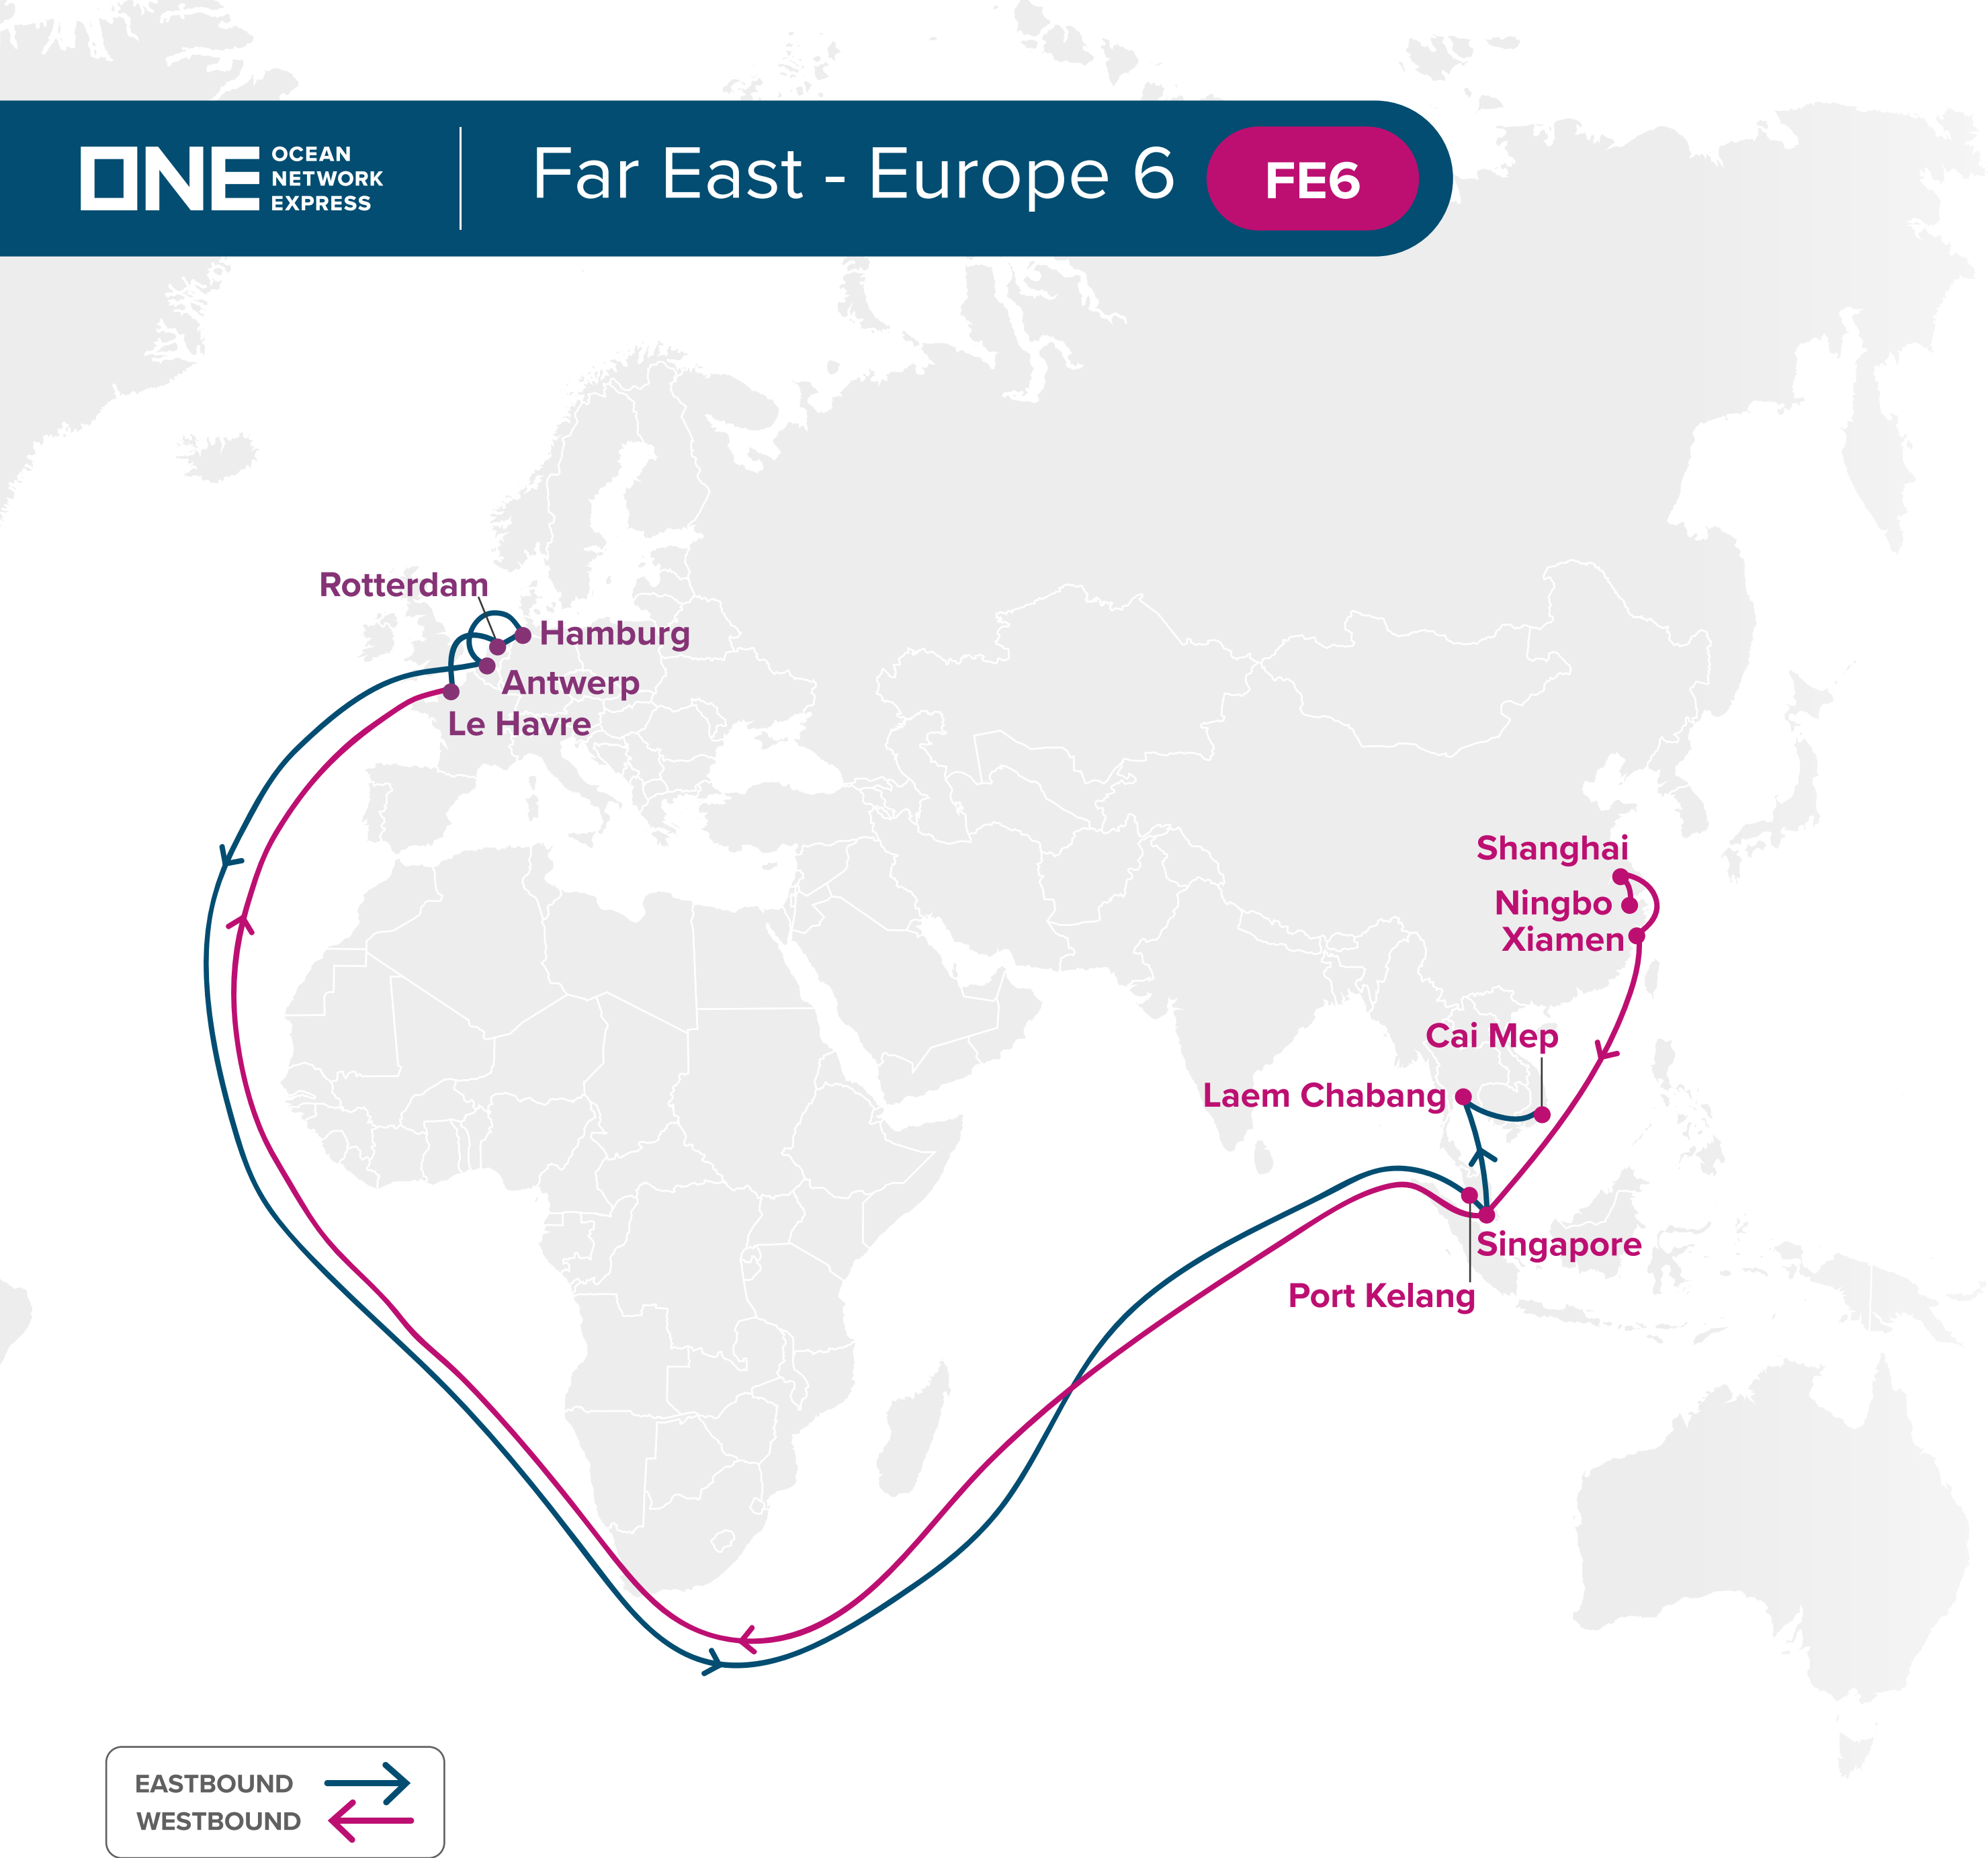 ONE
OCEAN
NETWORK
EXPRESS
Far East - Europe 6
FE6
Rotterdam
Hamburg
Antwerp
Le Havre
Shanghai
Ningbo
Xiamen
Cai Mep
Laem Chabang
Singapore
Port Kelang
EASTBOUND
WESTBOUND